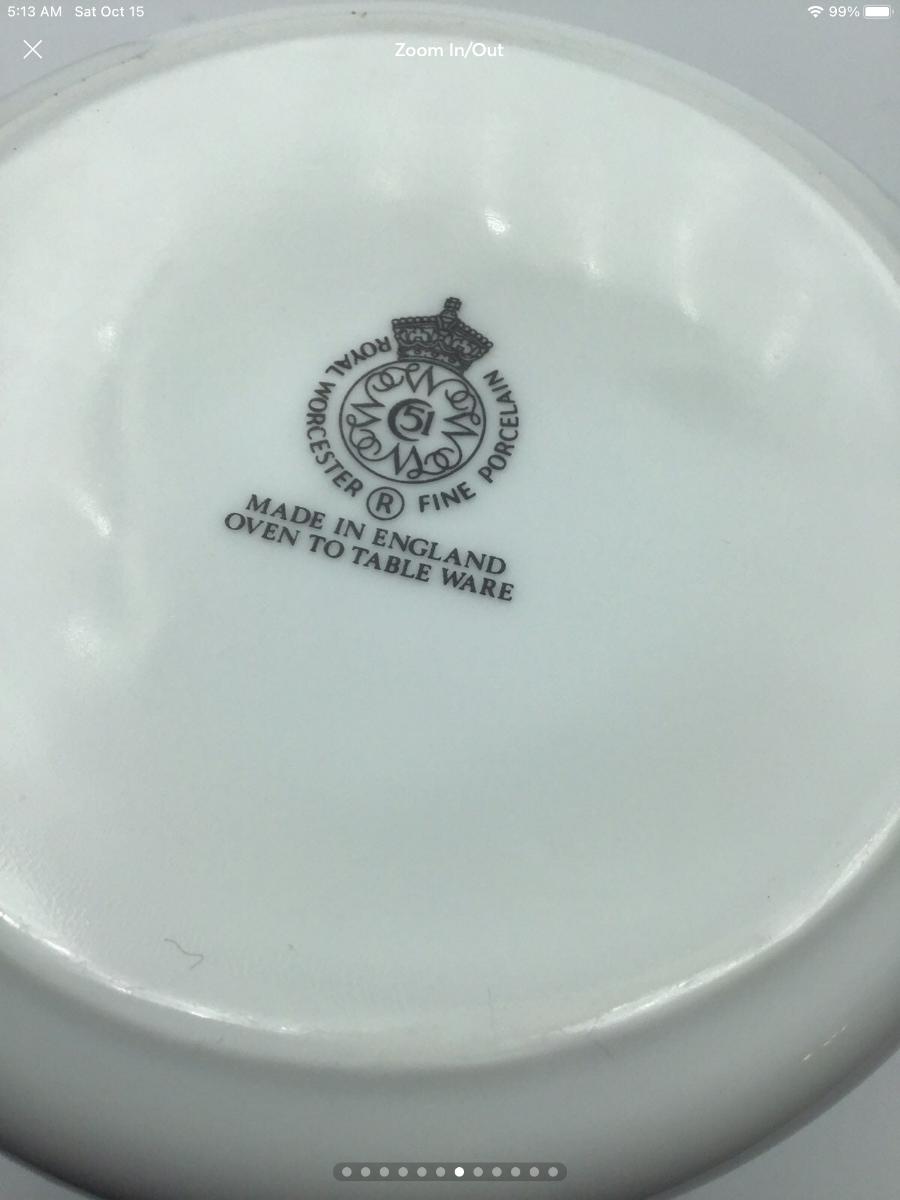 5:13 AM Sat Oct 15
99%
Zoom In/Out
ROYAL WORCESTER ® FINE PORCELAIN
51
MADE IN ENGLAND
OVEN TO TABLE WARE